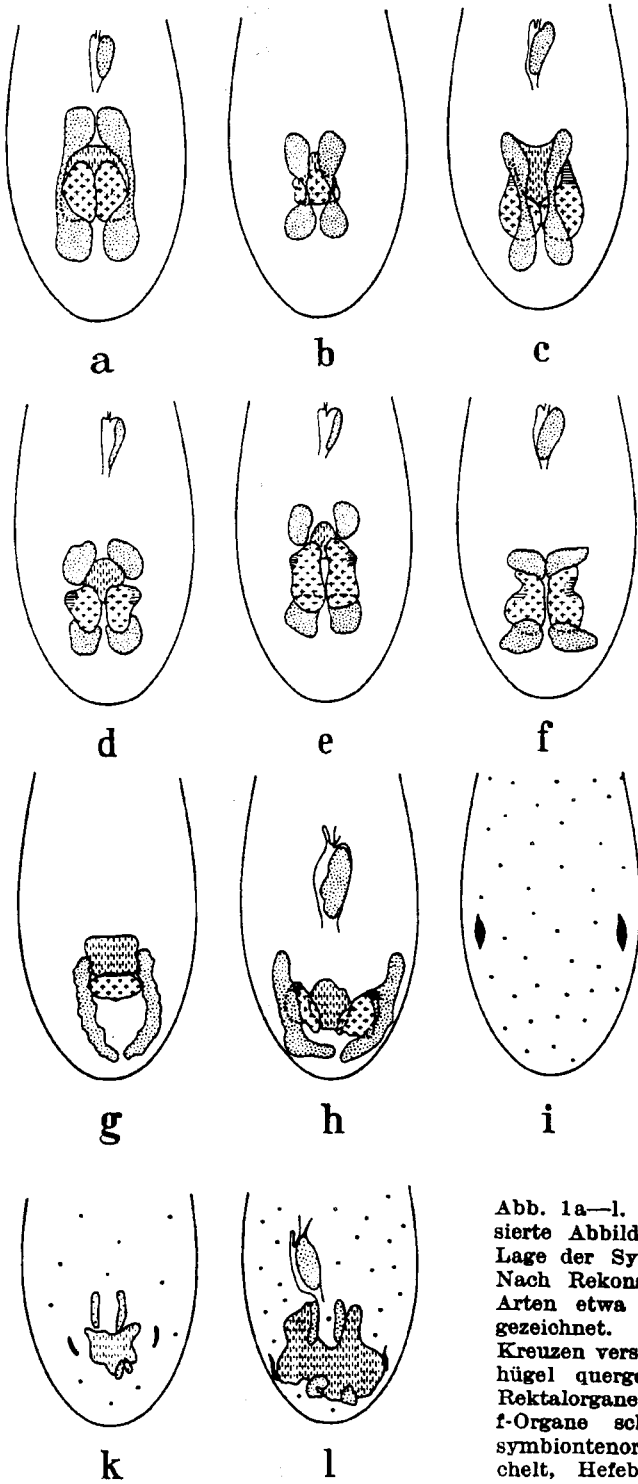 a
b
c
d
e
f
g
h
i
k
l
Abb. 1a—l.
sierte Abbild
Lage der Sy
Nach Rekons
Arten etwa
gezeichnet.
Kreuzen vers
hügel querge
Rektalorgane
f-Organe sch
symbiontenor
chelt, Hefeb